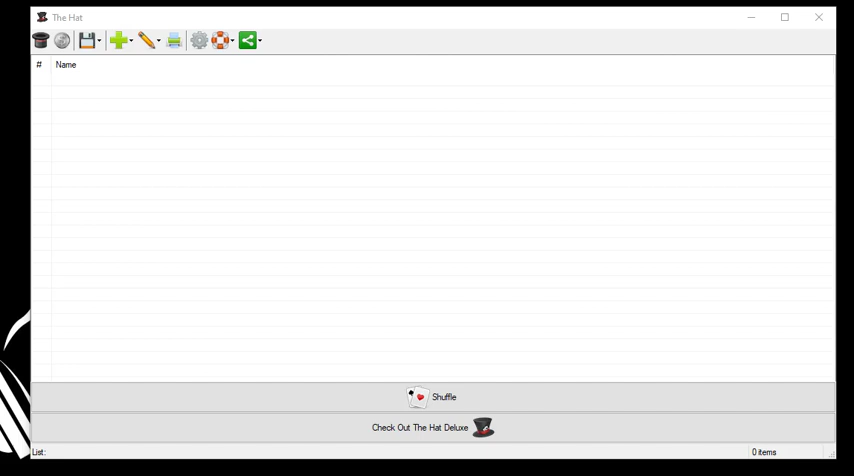 The Hat
# Name
Shuffle
Check Out The Hat Deluxe
List: 0 items